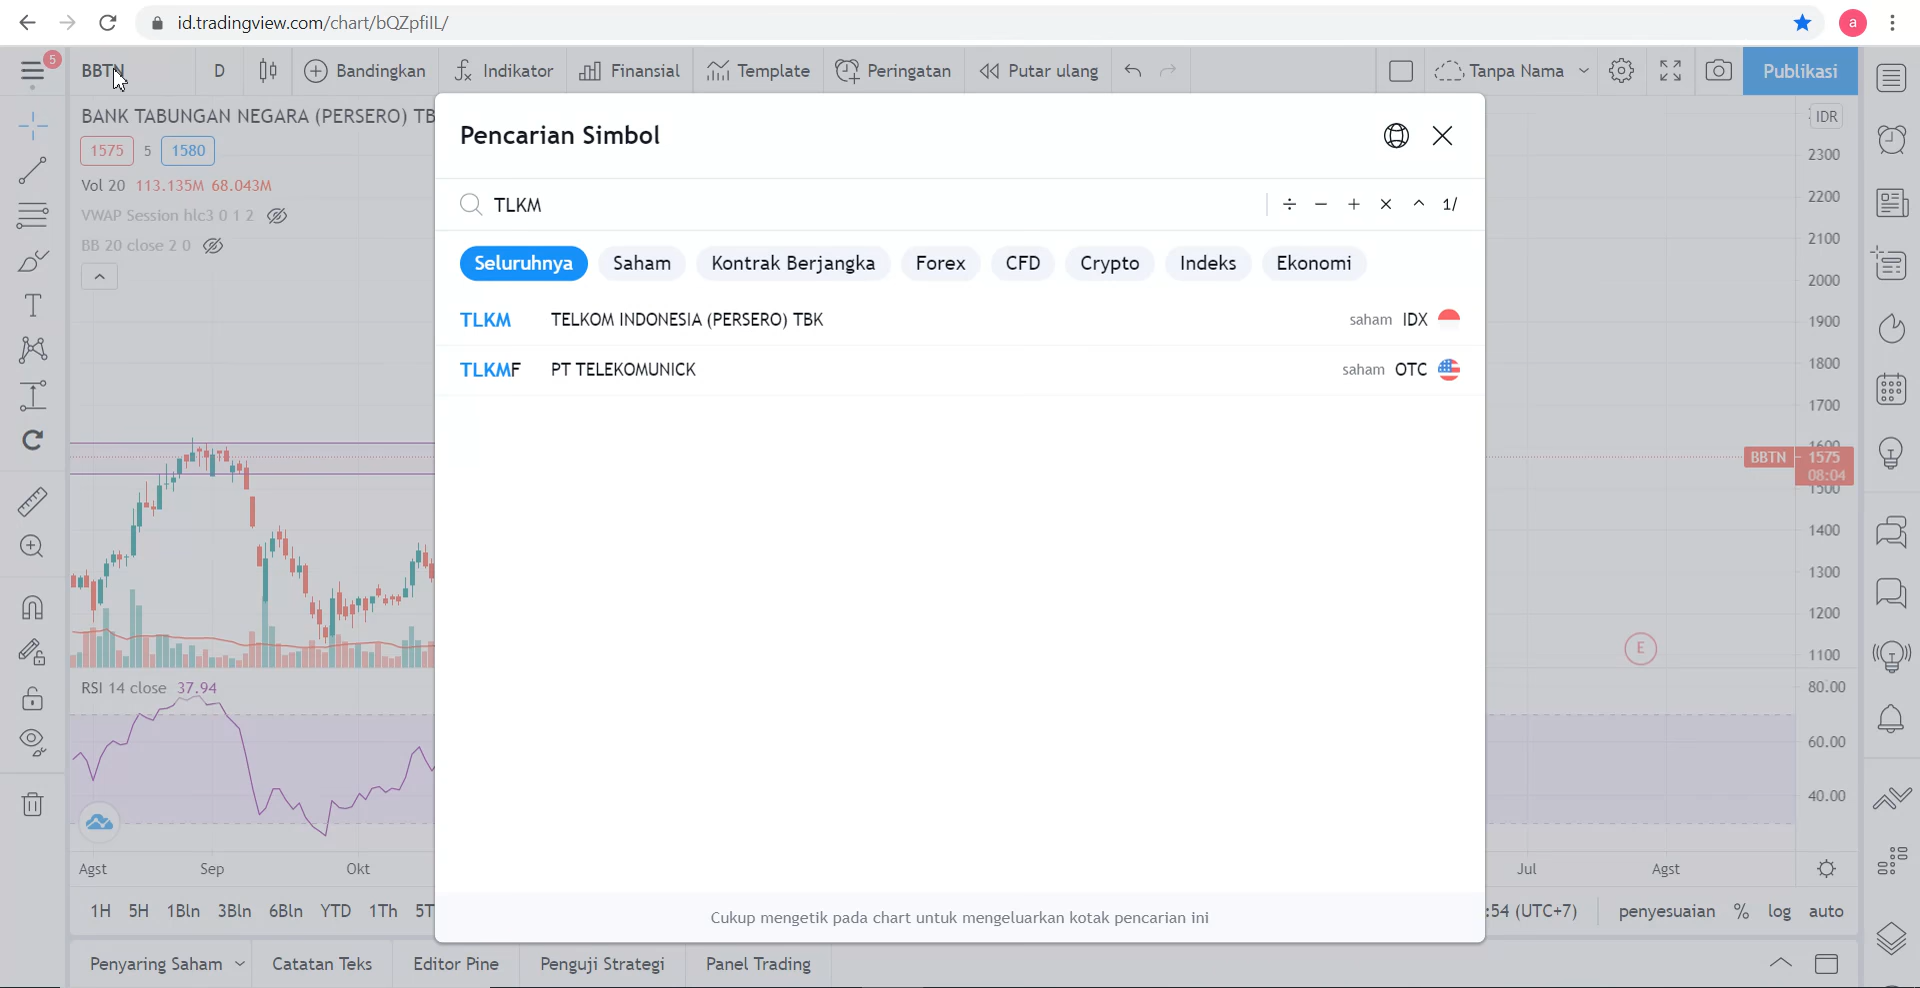 id.tradingview.com/chart/bQZpfilL/
a
5
BBTN
D
Bandingkan
Indikator
Finansial
Template
Peringatan
Putar ulang
Tanpa Nama
Publikasi
BANK TABUNGAN NEGARA (PERSERO) TB
1575 5 1580
Vol 20 113.135M 68.043M
VWAP Session hlc3 0 1 2
BB 20 close 2 0
Pencarian Simbol
TLKM
÷ − + × ^ 1/
Seluruhnya Saham Kontrak Berjangka Forex CFD Crypto Indeks Ekonomi
TLKM TELKOM INDONESIA (PERSERO) TBK saham IDX
TLKMF PT TELEKOMUNICK saham OTC
Cukup mengetik pada chart untuk mengeluarkan kotak pencarian ini
IDR
2300
2200
2100
2000
1900
1800
1700
1600
BBTN 1575
08:04
1500
1400
1300
1200
1100
E
RSI 14 close 37.94
80.00
60.00
40.00
Agst Sep Okt Jul Agst
1H 5H 1Bln 3Bln 6Bln YTD 1Th 5T
:54 (UTC+7) penyesuaian % log auto
Penyaring Saham Catatan Teks Editor Pine Penguji Strategi Panel Trading